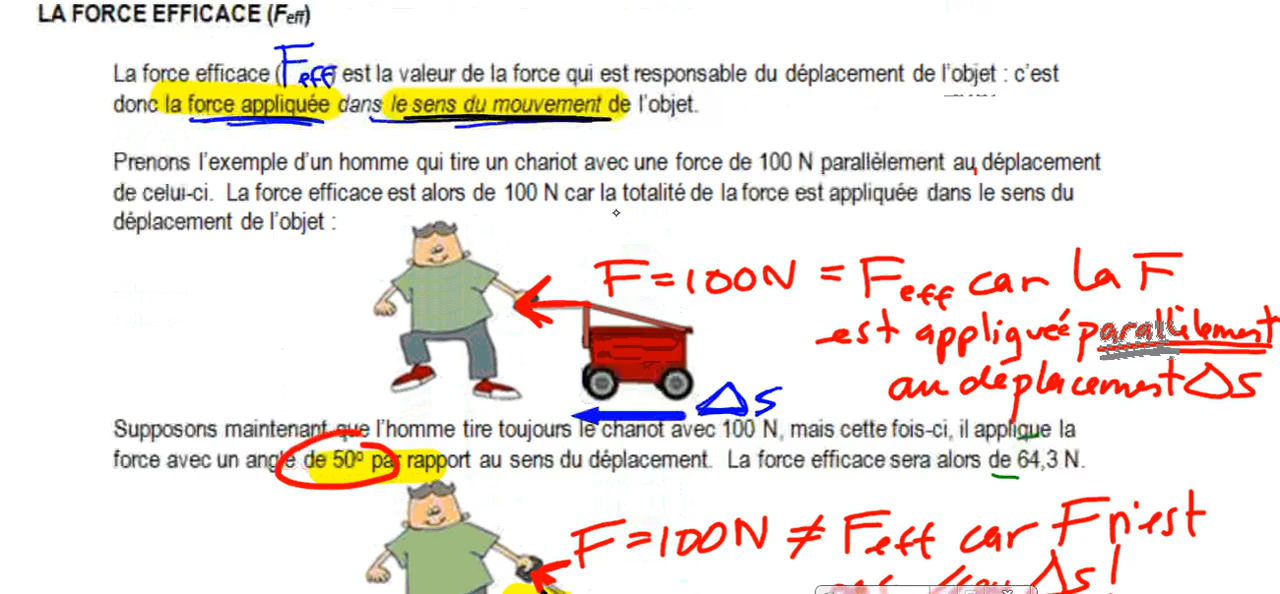 LA FORCE EFFICACE (Feff)
La force efficace (Feff) est la valeur de la force qui est responsable du déplacement de l'objet : c'est
donc la force appliquée dans le sens du mouvement de l'objet.
Prenons l'exemple d'un homme qui tire un chariot avec une force de 100 N parallèlement au déplacement
de celui-ci. La force efficace est alors de 100 N car la totalité de la force est appliquée dans le sens du
déplacement de l'objet :
F = 100N = Feff car la F
est appliquée parallèlement
au déplacement Δs
Δs
Supposons maintenant que l'homme tire toujours le chariot avec 100 N, mais cette fois-ci, il applique la
force avec un angle de 50º par rapport au sens du déplacement. La force efficace sera alors de 64,3 N.
F = 100N ≠ Feff car F n'est
Δs!